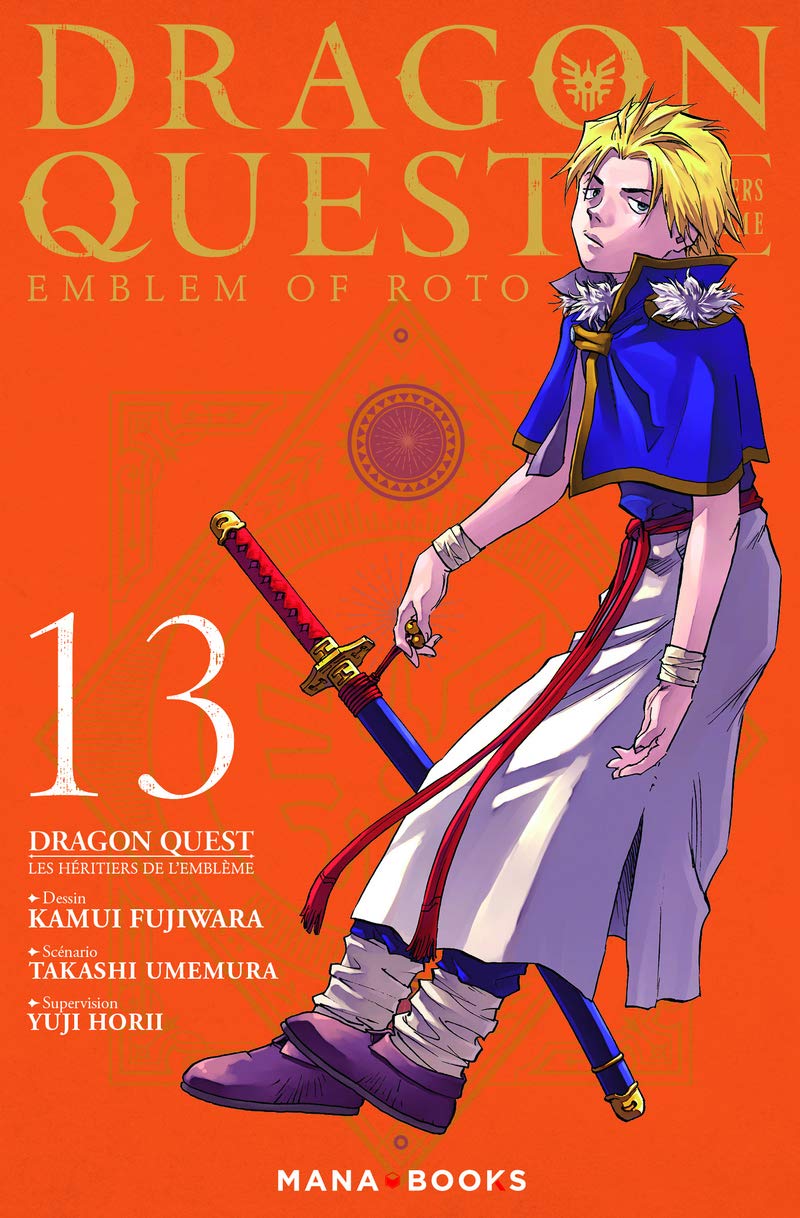 DRAGON
QUEST
EMBLEM OF ROTO
13
DRAGON QUEST
LES HÉRITIERS DE L'EMBLÈME
Dessin
KAMUI FUJIWARA
Scénario
TAKASHI UMEMURA
Supervision
YUJI HORII
MANA BOOKS